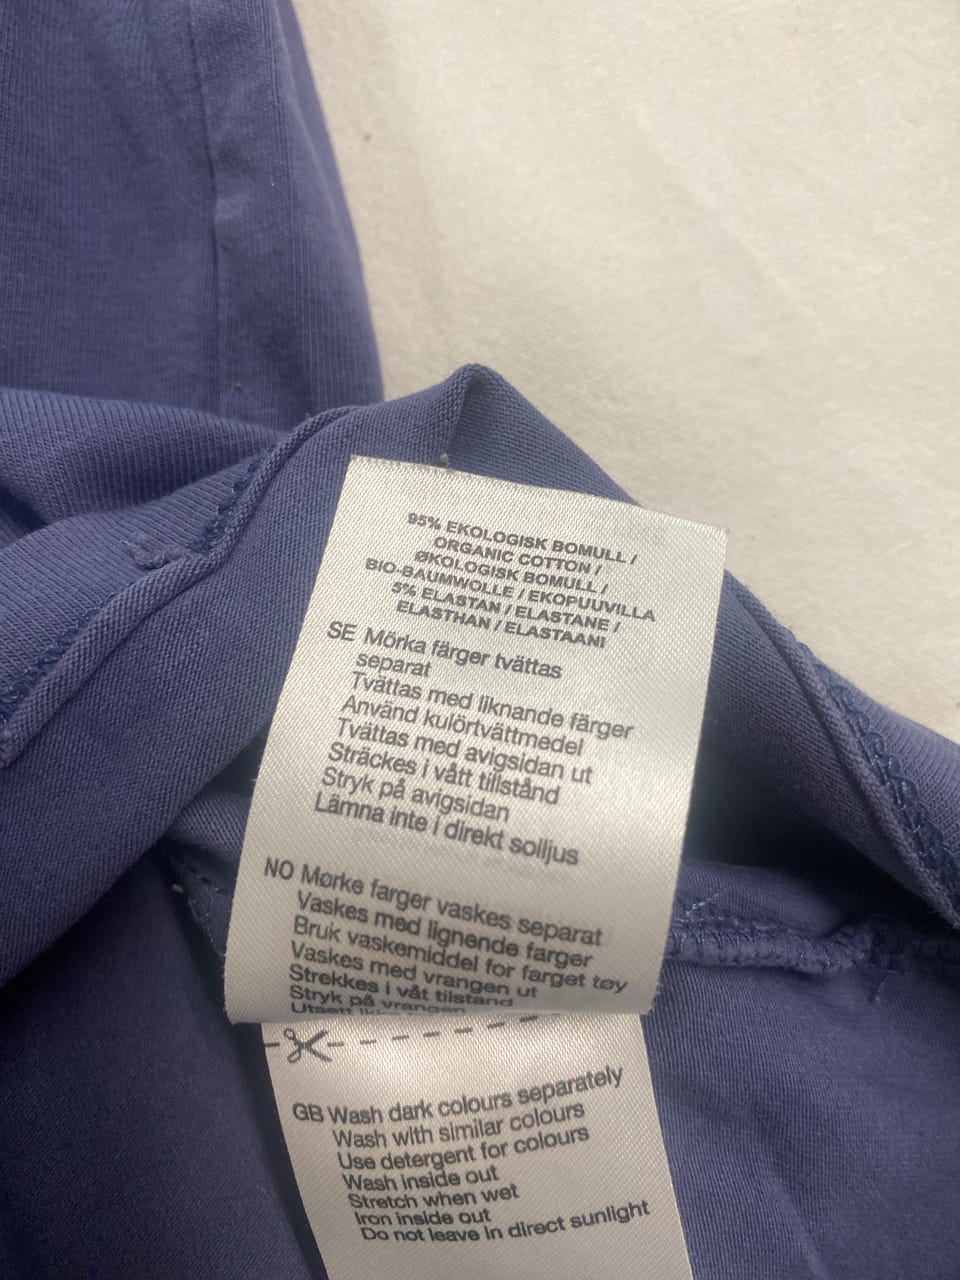 95% EKOLOGISK BOMULL /
ORGANIC COTTON /
ØKOLOGISK BOMULL /
BIO-BAUMWOLLE / EKOPUUVILLA
5% ELASTAN / ELASTANE /
ELASTHAN / ELASTAANI
SE Mörka färger tvättas
separat
Tvättas med liknande färger
Använd kulörtvättmedel
Tvättas med avigsidan ut
Sträckes i vått tillstånd
Stryk på avigsidan
Lämna inte i direkt solljus
NO Mørke farger vaskes separat
Vaskes med lignende farger
Bruk vaskemiddel for farget tøy
Vaskes med vrangen ut
Strekkes i våt tilstand
Stryk på vrangen
Utsett
GB Wash dark colours separately
Wash with similar colours
Use detergent for colours
Wash inside out
Stretch when wet
Iron inside out
Do not leave in direct sunlight